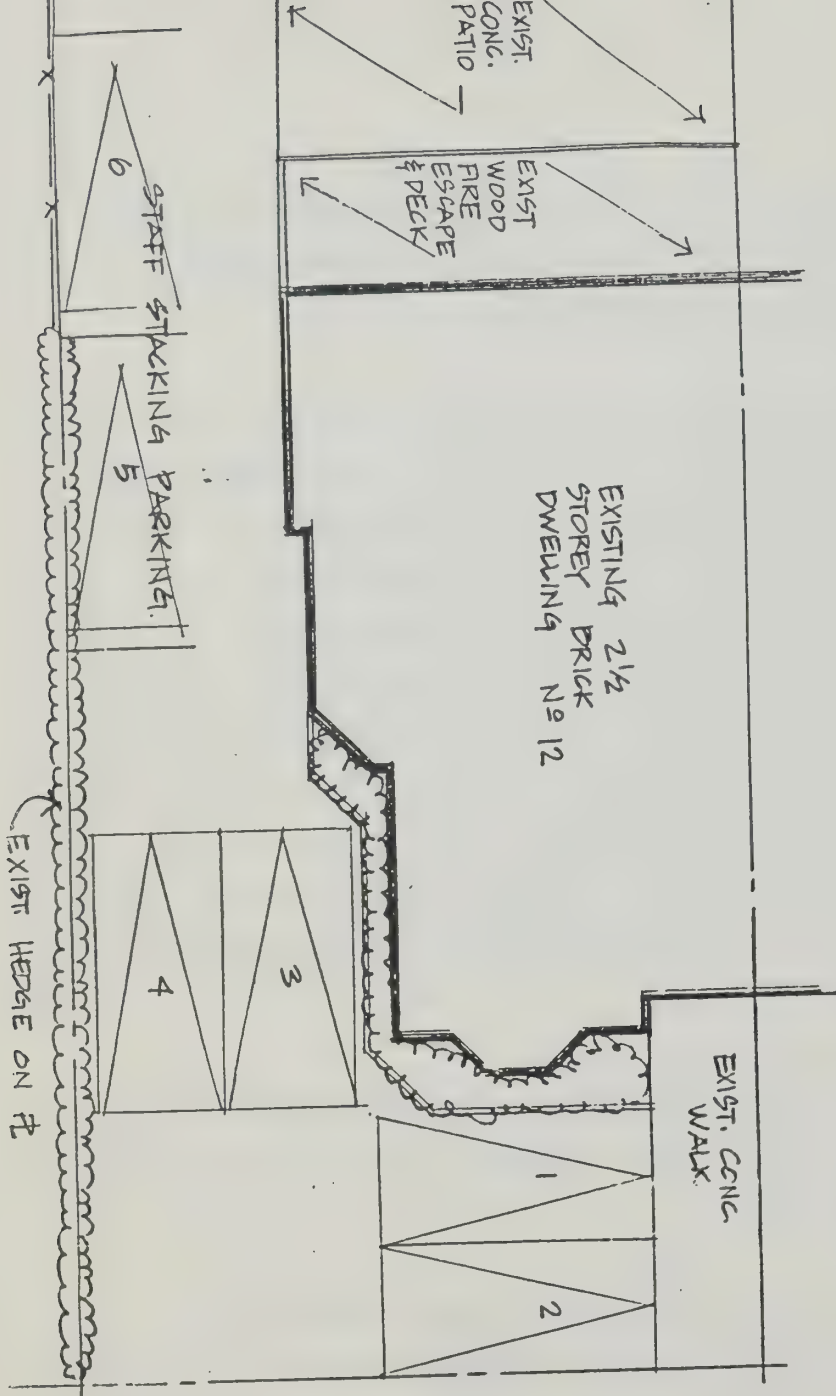 EXIST.
CONC.
PATIO
EXIST
WOOD
FIRE
ESCAPE
& DECK
EXISTING 2½
STOREY BRICK
DWELLING Nº 12
EXIST. CONC
WALK.
1
2
3
4
5
6
STAFF STACKING PARKING.
EXIST. HEDGE ON ⅊